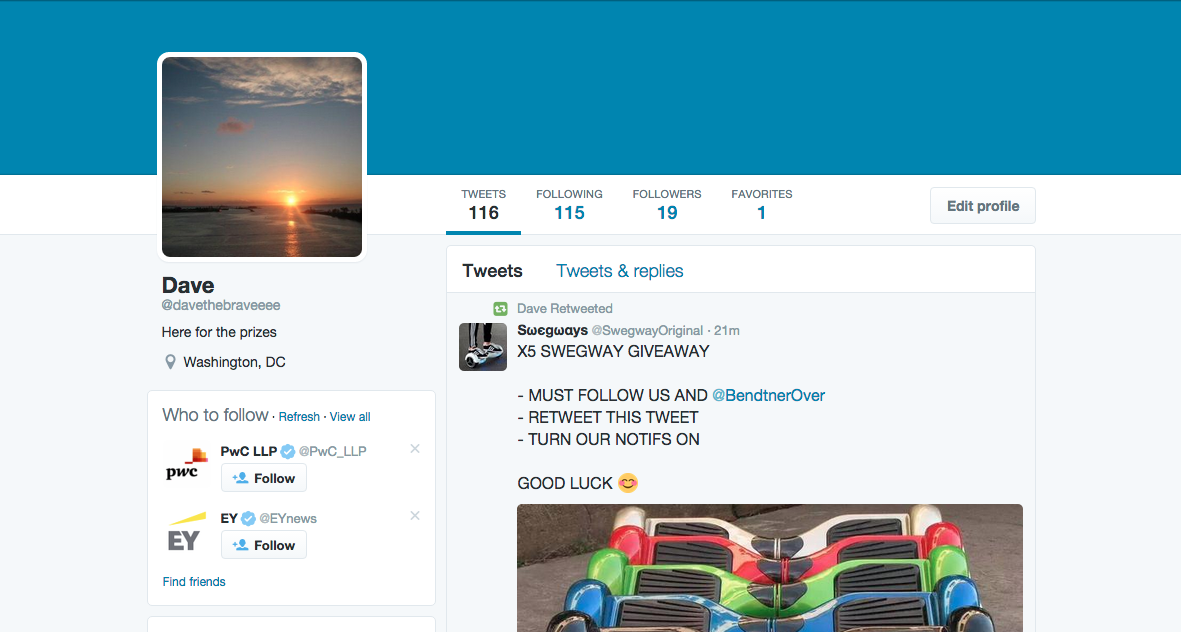 TWEETS
116
FOLLOWING
115
FOLLOWERS
19
FAVORITES
1
Edit profile
Dave
@davethebraveeee
Here for the prizes
Washington, DC
Who to follow · Refresh · View all
pwc
PwC LLP @PwC_LLP
Follow
EY
EY @EYnews
Follow
Find friends
Tweets
Tweets & replies
Dave Retweeted
Sωєgωαys @SwegwayOriginal · 21m
X5 SWEGWAY GIVEAWAY
- MUST FOLLOW US AND @BendtnerOver
- RETWEET THIS TWEET
- TURN OUR NOTIFS ON
GOOD LUCK 😊